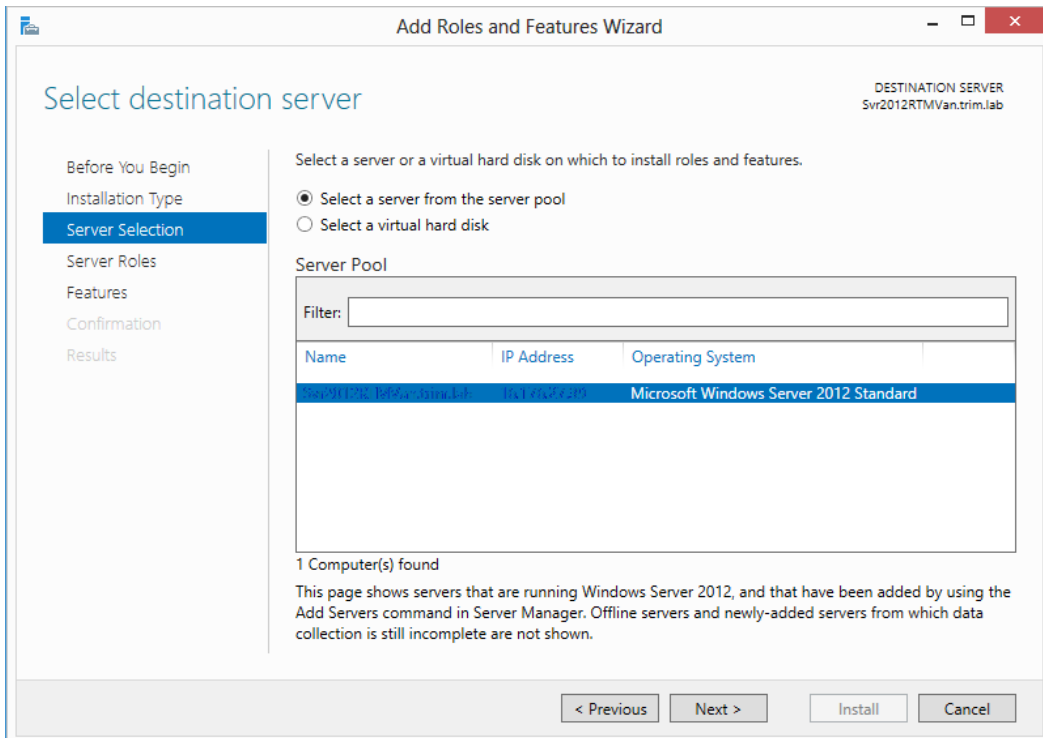 Add Roles and Features Wizard
Select destination server
DESTINATION SERVER
Svr2012RTMVan.trim.lab
Before You Begin
Installation Type
Server Selection
Server Roles
Features
Confirmation
Results
Select a server or a virtual hard disk on which to install roles and features.
Select a server from the server pool
Select a virtual hard disk
Server Pool
Filter:
Name IP Address Operating System
Microsoft Windows Server 2012 Standard
1 Computer(s) found
This page shows servers that are running Windows Server 2012, and that have been added by using the
Add Servers command in Server Manager. Offline servers and newly-added servers from which data
collection is still incomplete are not shown.
< Previous Next > Install Cancel